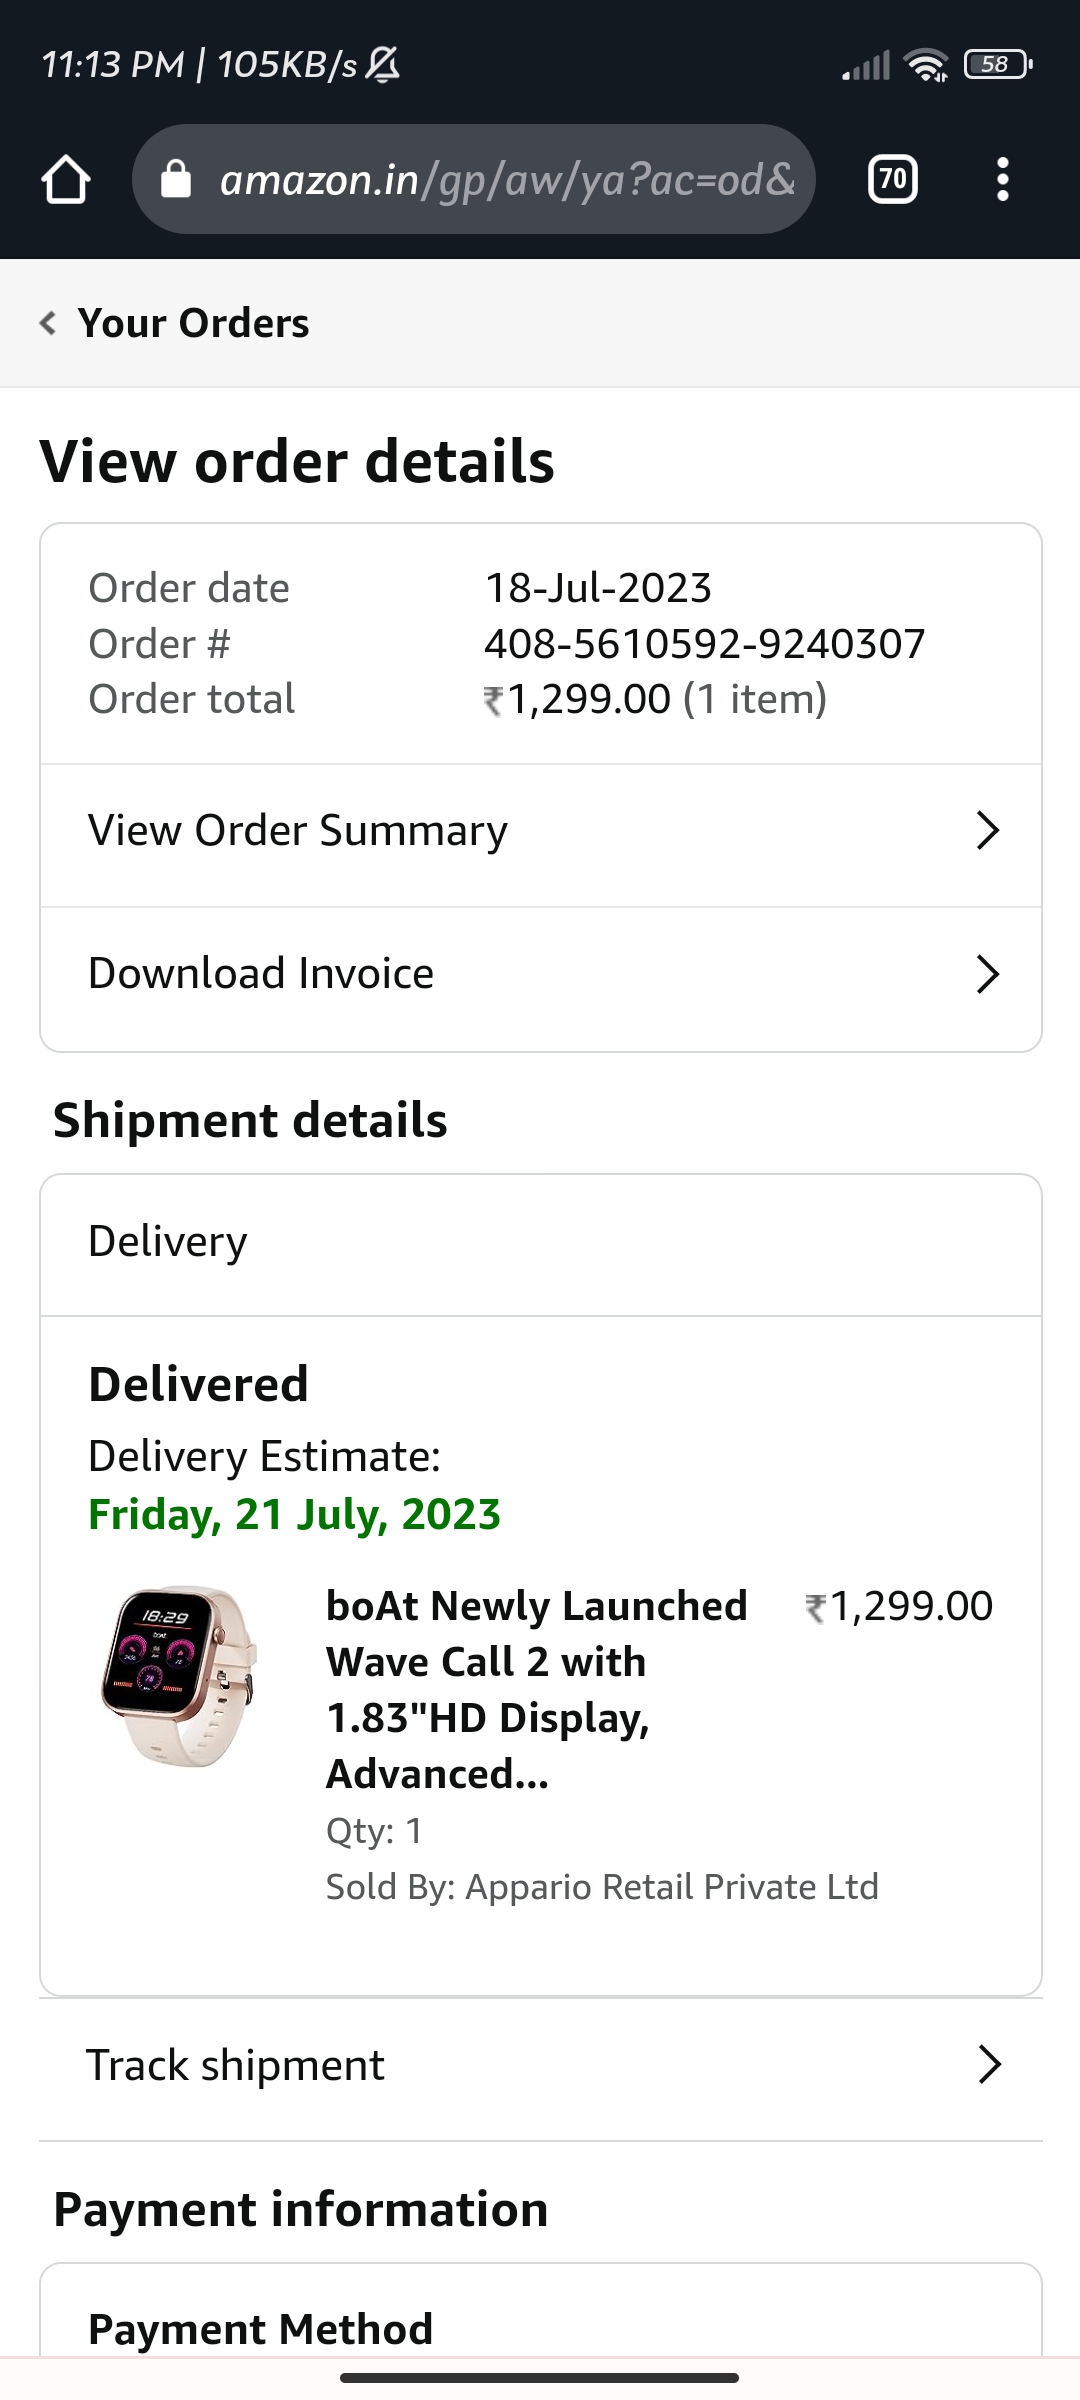 11:13 PM | 105KB/s
58
amazon.in/gp/aw/ya?ac=od&
70
Your Orders
View order details
Order date 18-Jul-2023
Order # 408-5610592-9240307
Order total ₹1,299.00 (1 item)
View Order Summary
Download Invoice
Shipment details
Delivery
Delivered
Delivery Estimate:
Friday, 21 July, 2023
18:29
boAt Newly Launched ₹1,299.00
Wave Call 2 with
1.83"HD Display,
Advanced...
Qty: 1
Sold By: Appario Retail Private Ltd
Track shipment
Payment information
Payment Method